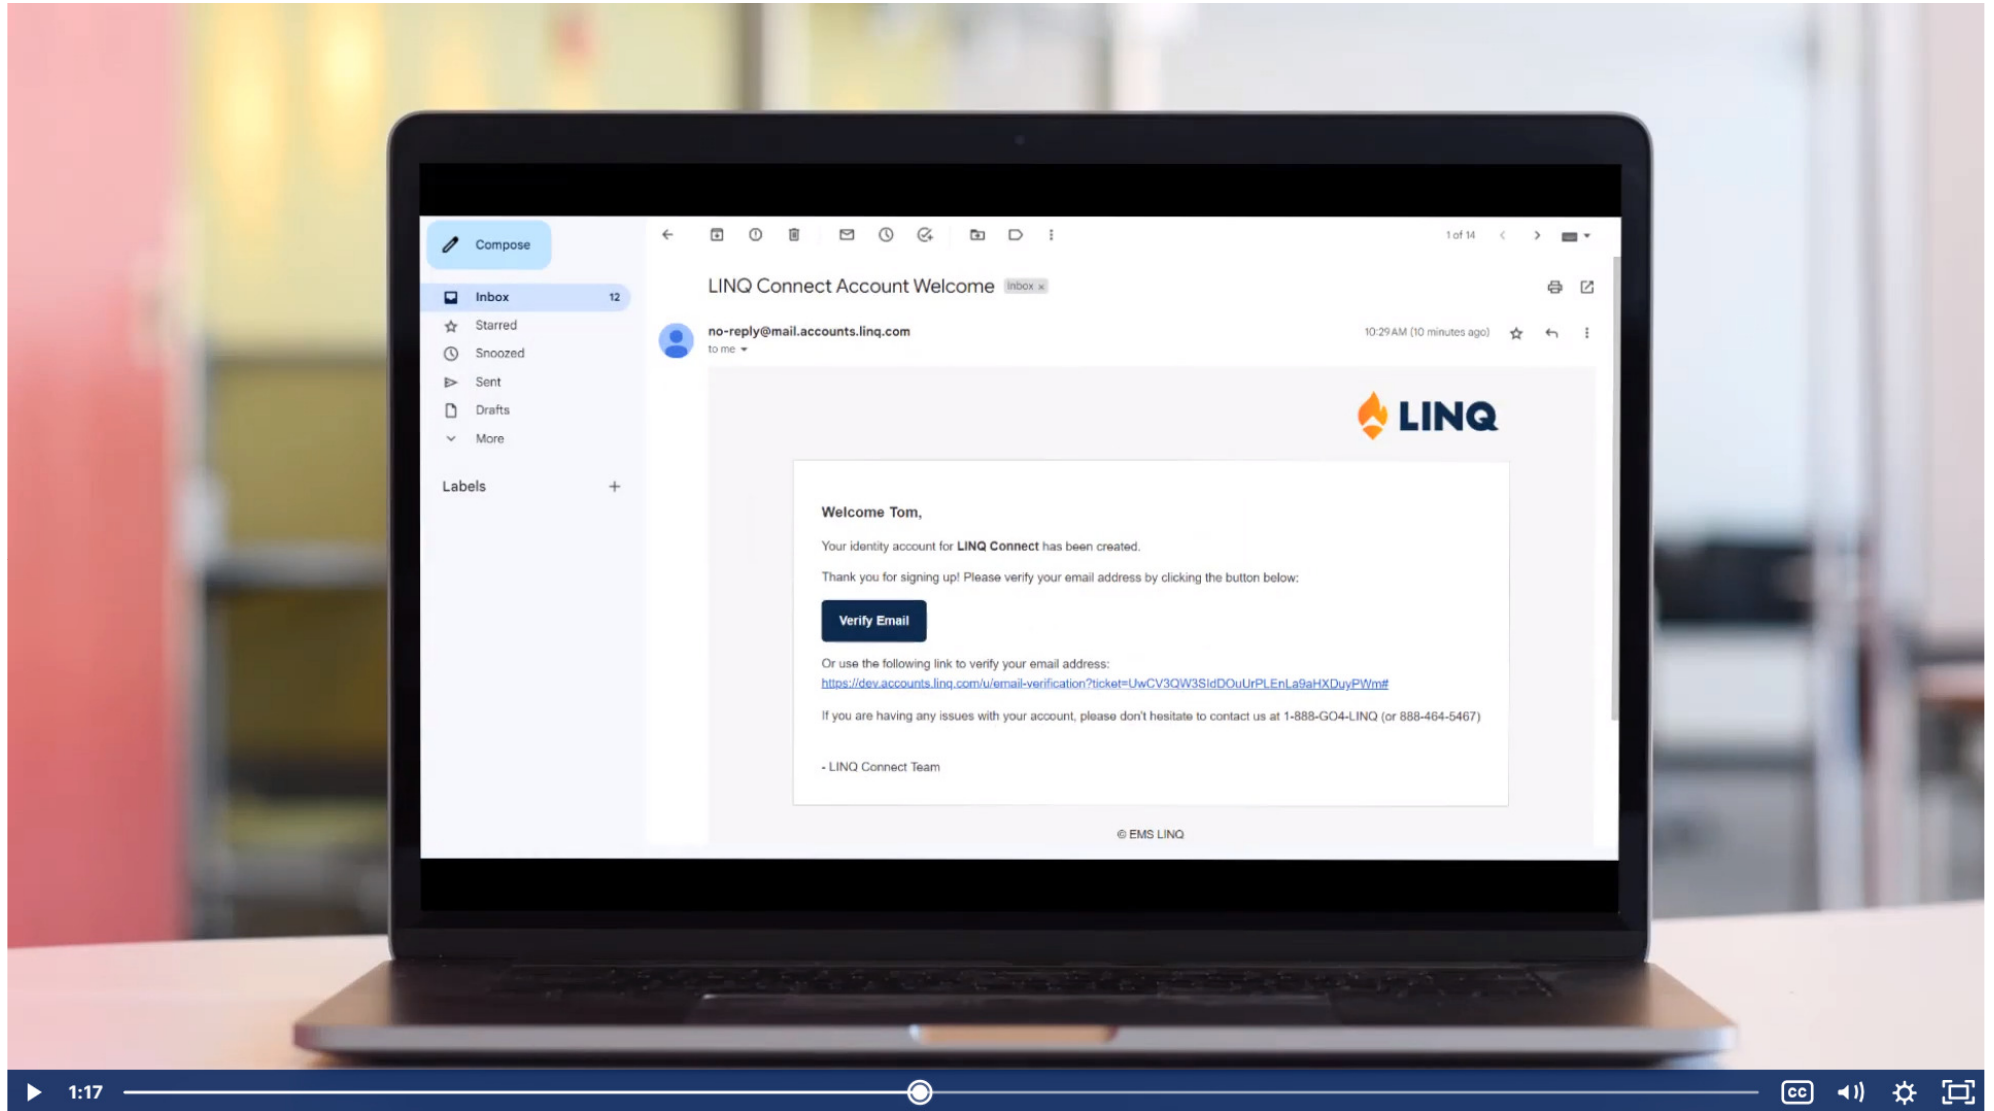 Compose
1 of 14
LINQ Connect Account Welcome Inbox x
Inbox 12
Starred
no-reply@mail.accounts.linq.com
10:29 AM (10 minutes ago)
to me
Snoozed
Sent
Drafts
More
Labels +
LINQ
Welcome Tom,
Your identity account for LINQ Connect has been created.
Thank you for signing up! Please verify your email address by clicking the button below:
Verify Email
Or use the following link to verify your email address:
https://dev.accounts.linq.com/u/email-verification?ticket=UwCV3QW3SIdDOuUrPLEnLa9aHXDuyPWm#
If you are having any issues with your account, please don't hesitate to contact us at 1-888-GO4-LINQ (or 888-464-5467)
- LINQ Connect Team
© EMS LINQ
1:17
CC